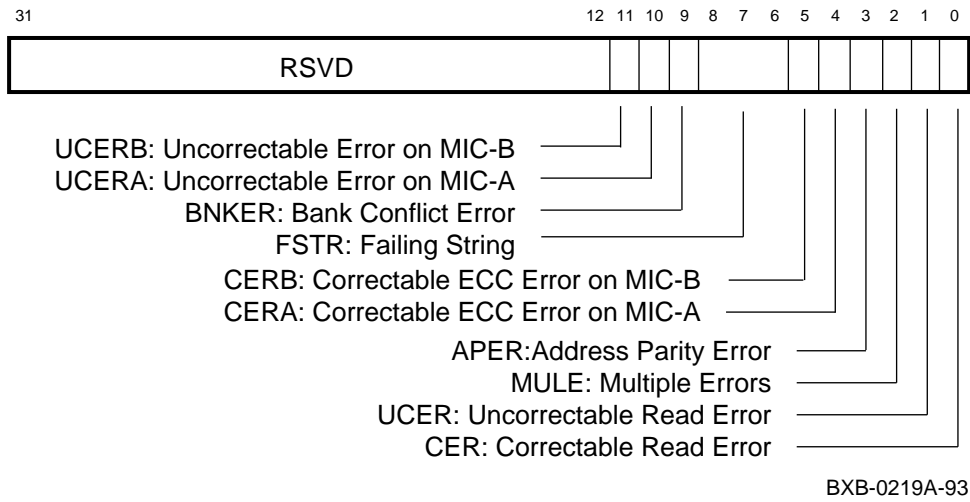 31 12 11 10 9 8 7 6 5 4 3 2 1 0
RSVD
UCERB: Uncorrectable Error on MIC-B
UCERA: Uncorrectable Error on MIC-A
BNKER: Bank Conflict Error
FSTR: Failing String
CERB: Correctable ECC Error on MIC-B
CERA: Correctable ECC Error on MIC-A
APER:Address Parity Error
MULE: Multiple Errors
UCER: Uncorrectable Read Error
CER: Correctable Read Error
BXB-0219A-93